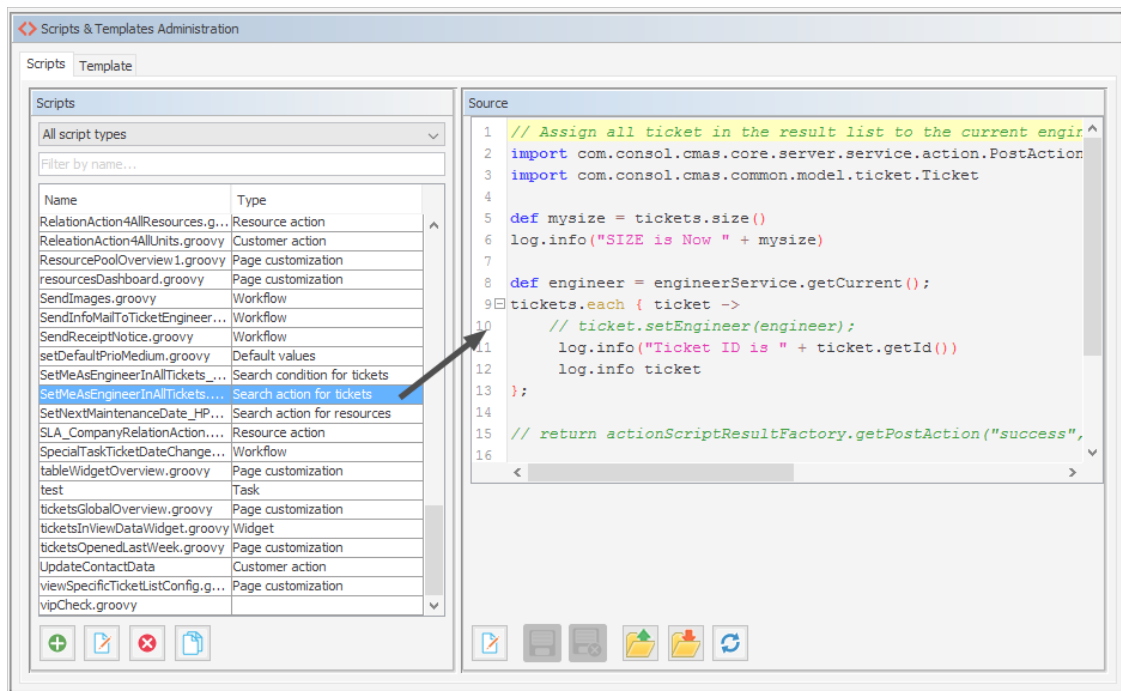 Scripts & Templates Administration
Scripts Template
Scripts
All script types
Filter by name...
Name Type
RelationAction4AllResources.g... Resource action
ReleationAction4AllUnits.groovy Customer action
ResourcePoolOverview1.groovy Page customization
resourcesDashboard.groovy Page customization
SendImages.groovy Workflow
SendInfoMailToTicketEngineer... Workflow
SendReceiptNotice.groovy Workflow
setDefaultPrioMedium.groovy Default values
SetMeAsEngineerInAllTickets_... Search condition for tickets
SetMeAsEngineerInAllTickets.... Search action for tickets
SetNextMaintenanceDate_HP... Search action for resources
SLA_CompanyRelationAction.... Resource action
SpecialTaskTicketDateChange... Workflow
tableWidgetOverview.groovy Page customization
test Task
ticketsGlobalOverview.groovy Page customization
ticketsInViewDataWidget.groovy Widget
ticketsOpenedLastWeek.groovy Page customization
UpdateContactData Customer action
viewSpecificTicketListConfig.g... Page customization
vipCheck.groovy
Source
1 // Assign all ticket in the result list to the current engin
2 import com.consol.cmas.core.server.service.action.PostAction
3 import com.consol.cmas.common.model.ticket.Ticket
4
5 def mysize = tickets.size()
6 log.info("SIZE is Now " + mysize)
7
8 def engineer = engineerService.getCurrent();
9 tickets.each { ticket ->
10 // ticket.setEngineer(engineer);
11 log.info("Ticket ID is " + ticket.getId())
12 log.info ticket
13 };
14
15 // return actionScriptResultFactory.getPostAction("success",
16